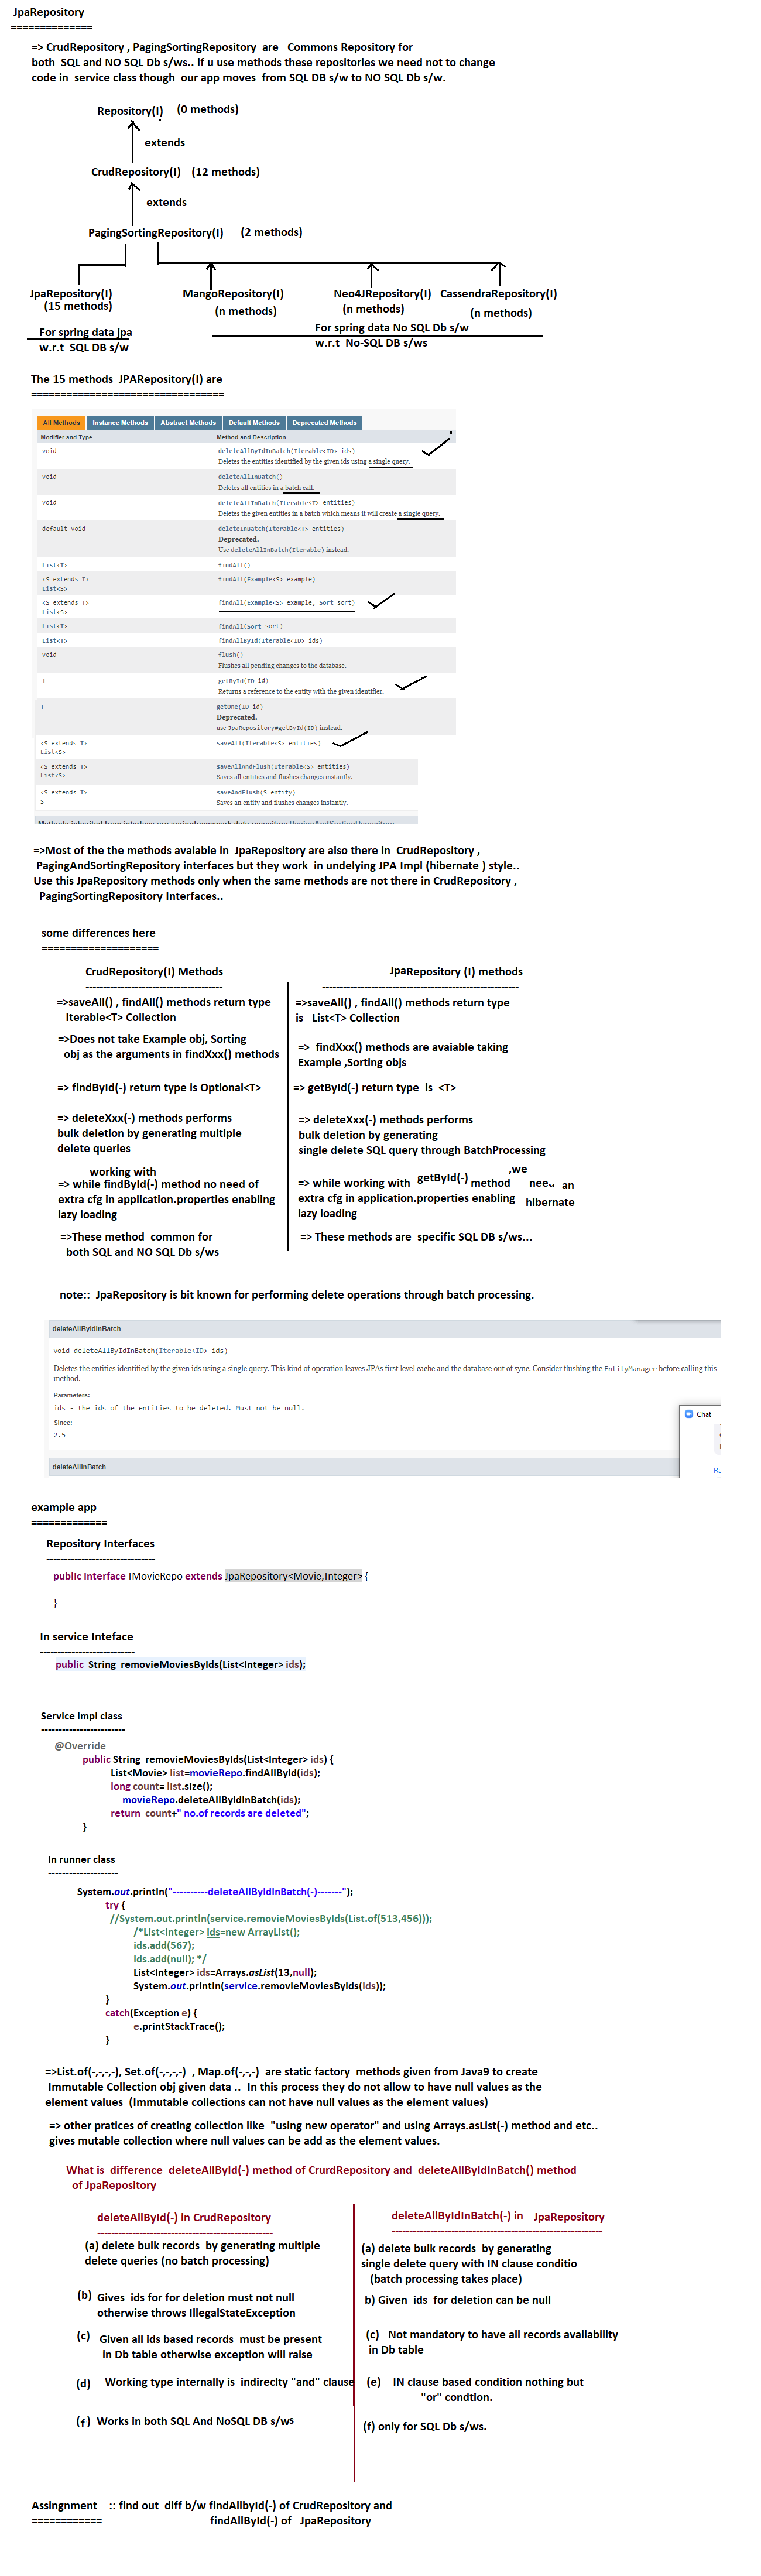 JpaRepository
==============
=> CrudRepository , PagingSortingRepository are Commons Repository for
both SQL and NO SQL Db s/ws.. if u use methods these repositories we need not to change
code in service class though our app moves from SQL DB s/w to NO SQL Db s/w.
Repository(I) (0 methods)
extends
CrudRepository(I) (12 methods)
extends
PagingSortingRepository(I) (2 methods)
JpaRepository(I) MangoRepository(I) Neo4JRepository(I) CassendraRepository(I)
(15 methods) (n methods) (n methods) (n methods)
For spring data jpa For spring data No SQL Db s/w
w.r.t SQL DB s/w w.r.t No-SQL DB s/ws
The 15 methods JPARepository(I) are
==================================
All Methods Instance Methods Abstract Methods Default Methods Deprecated Methods
Modifier and Type Method and Description
void deleteAllByIdInBatch(Iterable<ID> ids)
Deletes the entities identified by the given ids using a single query.
void deleteAllInBatch()
Deletes all entities in a batch call.
void deleteAllInBatch(Iterable<T> entities)
Deletes the given entities in a batch which means it will create a single query.
default void deleteInBatch(Iterable<T> entities)
Deprecated.
Use deleteAllInBatch(Iterable) instead.
List<T> findAll()
<S extends T> findAll(Example<S> example)
List<S>
<S extends T> findAll(Example<S> example, Sort sort)
List<S>
List<T> findAll(Sort sort)
List<T> findAllById(Iterable<ID> ids)
void flush()
Flushes all pending changes to the database.
T getById(ID id)
Returns a reference to the entity with the given identifier.
T getOne(ID id)
Deprecated.
use JpaRepository#getById(ID) instead.
<S extends T> saveAll(Iterable<S> entities)
List<S>
<S extends T> saveAllAndFlush(Iterable<S> entities)
List<S> Saves all entities and flushes changes instantly.
<S extends T> saveAndFlush(S entity)
S Saves an entity and flushes changes instantly.
Methods inherited from interface org.springframework.data.repository.PagingAndSortingRepository
=>Most of the the methods avaiable in JpaRepository are also there in CrudRepository ,
PagingAndSortingRepository interfaces but they work in undelying JPA Impl (hibernate ) style..
Use this JpaRepository methods only when the same methods are not there in CrudRepository ,
PagingSortingRepository Interfaces..
some differences here
=====================
CrudRepository(I) Methods JpaRepository (I) methods
--------------------------------------- --------------------------------------------------------
=>saveAll() , findAll() methods return type =>saveAll() , findAll() methods return type
Iterable<T> Collection is List<T> Collection
=>Does not take Example obj, Sorting => findXxx() methods are avaiable taking
obj as the arguments in findXxx() methods Example ,Sorting objs
=> findById(-) return type is Optional<T> => getById(-) return type is <T>
=> deleteXxx(-) methods performs => deleteXxx(-) methods performs
bulk deletion by generating multiple bulk deletion by generating
delete queries single delete SQL query through BatchProcessing
working with ,we
=> while findById(-) method no need of => while working with getById(-) method need an
extra cfg in application.properties enabling extra cfg in application.properties enabling hibernate
lazy loading lazy loading
=>These method common for => These methods are specific SQL DB s/ws...
both SQL and NO SQL Db s/ws
note:: JpaRepository is bit known for performing delete operations through batch processing.
deleteAllByIdInBatch
void deleteAllByIdInBatch(Iterable<ID> ids)
Deletes the entities identified by the given ids using a single query. This kind of operation leaves JPAs first level cache and the database out of sync. Consider flushing the EntityManager before calling this
method.
Parameters:
ids - the ids of the entities to be deleted. Must not be null.
Since:
2.5
Chat
Ra
deleteAllInBatch
example app
=============
Repository Interfaces
-------------------------------
public interface IMovieRepo extends JpaRepository<Movie,Integer> {
}
In service Inteface
---------------------------
public String removieMoviesByIds(List<Integer> ids);
Service Impl class
------------------------
@Override
public String removieMoviesByIds(List<Integer> ids) {
List<Movie> list=movieRepo.findAllById(ids);
long count= list.size();
movieRepo.deleteAllByIdInBatch(ids);
return count+" no.of records are deleted";
}
In runner class
--------------------
System.out.println("----------deleteAllByIdInBatch(-)-------");
try {
//System.out.println(service.removieMoviesByIds(List.of(513,456)));
/*List<Integer> ids=new ArrayList();
ids.add(567);
ids.add(null); */
List<Integer> ids=Arrays.asList(13,null);
System.out.println(service.removieMoviesByIds(ids));
}
catch(Exception e) {
e.printStackTrace();
}
=>List.of(-,-,-,-), Set.of(-,-,-,-) , Map.of(-,-,-) are static factory methods given from Java9 to create
Immutable Collection obj given data .. In this process they do not allow to have null values as the
element values (Immutable collections can not have null values as the element values)
=> other pratices of creating collection like "using new operator" and using Arrays.asList(-) method and etc..
gives mutable collection where null values can be add as the element values.
What is difference deleteAllById(-) method of CrurdRepository and deleteAllByIdInBatch() method
of JpaRepository
deleteAllById(-) in CrudRepository deleteAllByIdInBatch(-) in JpaRepository
-------------------------------------------------- ------------------------------------------------------------
(a) delete bulk records by generating multiple (a) delete bulk records by generating
delete queries (no batch processing) single delete query with IN clause conditio
(batch processing takes place)
(b) Gives ids for for deletion must not null b) Given ids for deletion can be null
otherwise throws IllegalStateException
(c) Given all ids based records must be present (c) Not mandatory to have all records availability
in Db table otherwise exception will raise in Db table
(d) Working type internally is indireclty "and" clause (e) IN clause based condition nothing but
"or" condtion.
(f) Works in both SQL And NoSQL DB s/ws (f) only for SQL Db s/ws.
Assingnment :: find out diff b/w findAllbyId(-) of CrudRepository and
============ findAllById(-) of JpaRepository